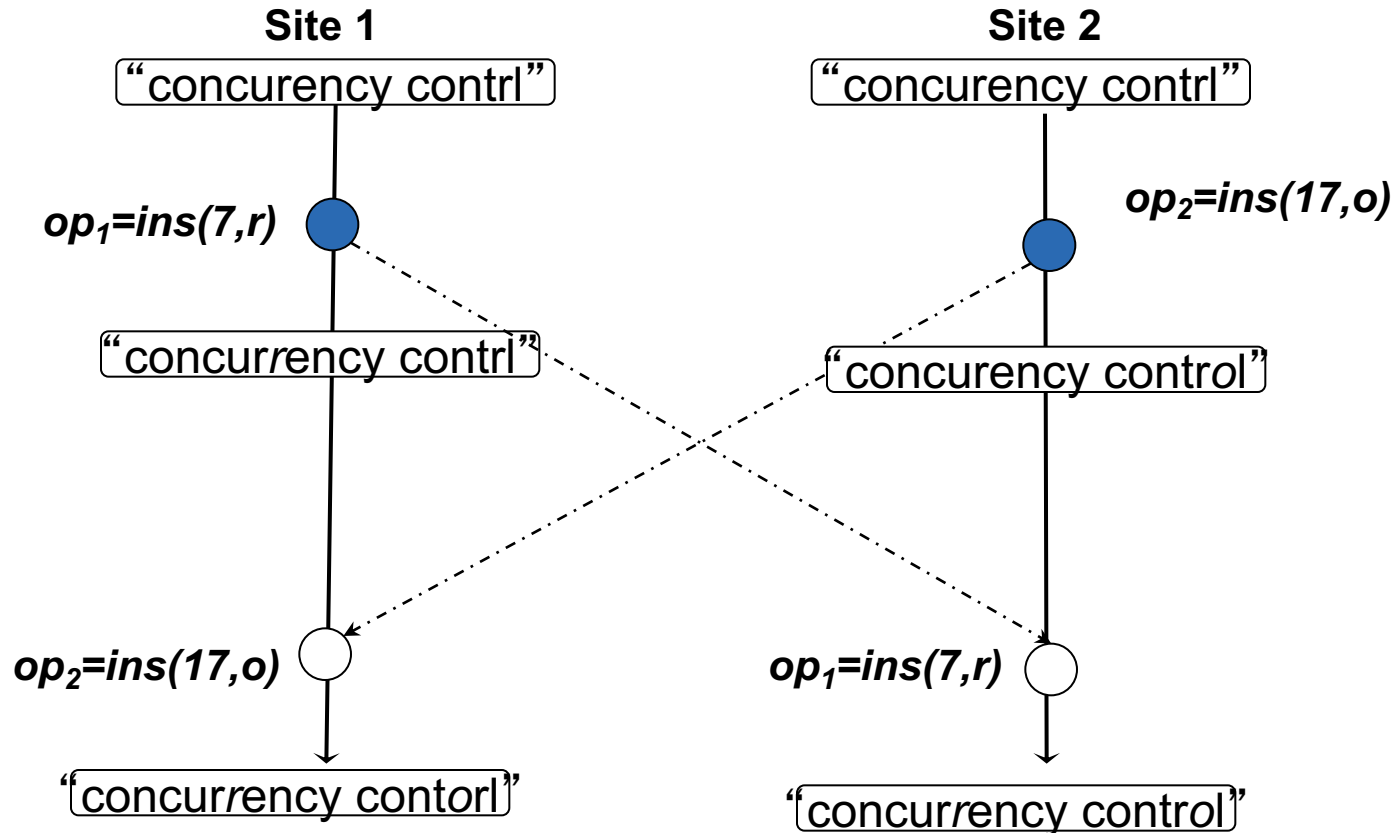 Site 1
Site 2
“concurency contrl”
“concurency contrl”
op₂=ins(17,o)
op₁=ins(7,r)
“concurrency contrl”
“concurency control”
op₂=ins(17,o)
op₁=ins(7,r)
“concurrency contorl”
“concurrency control”